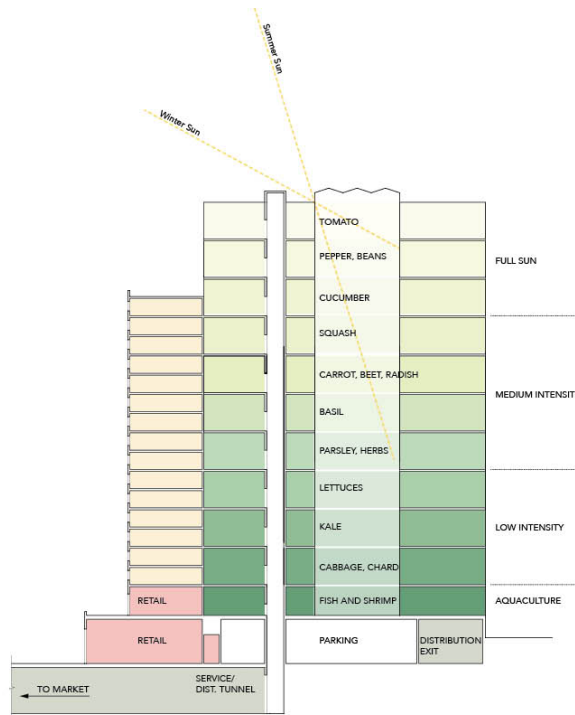 Summer Sun
Winter Sun
TOMATO
PEPPER, BEANS
FULL SUN
CUCUMBER
SQUASH
CARROT, BEET, RADISH
MEDIUM INTENSIT
BASIL
PARSLEY, HERBS
LETTUCES
KALE
LOW INTENSITY
CABBAGE, CHARD
RETAIL
FISH AND SHRIMP
AQUACULTURE
RETAIL
PARKING
DISTRIBUTION
EXIT
SERVICE/
DIST. TUNNEL
TO MARKET